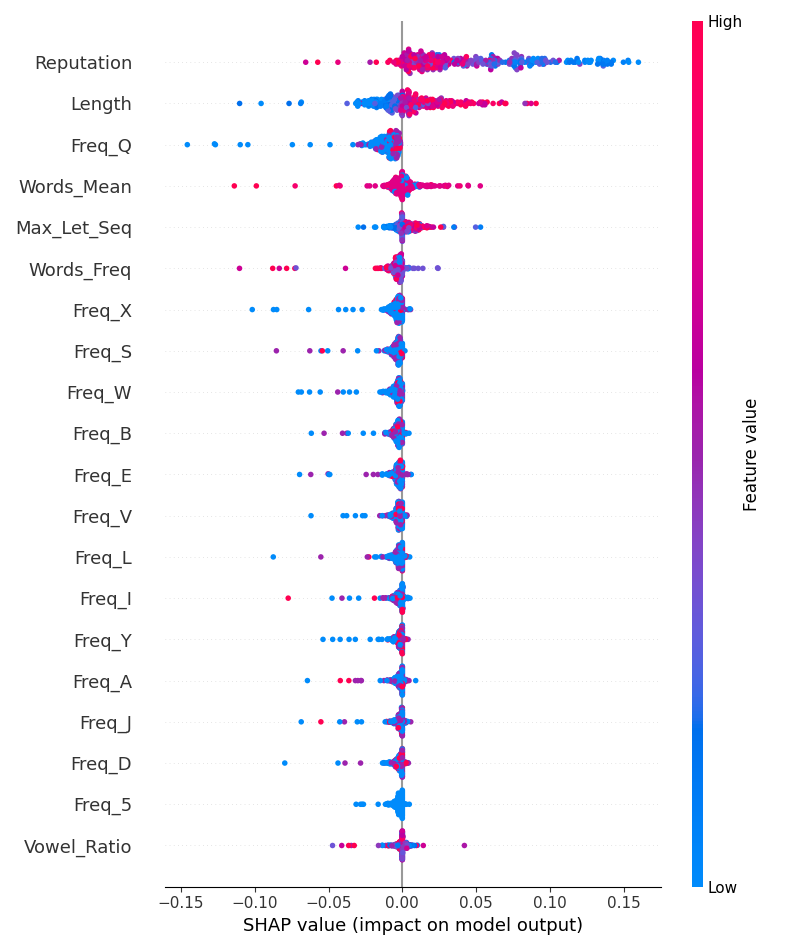 High
Reputation
Length
Freq_Q
Words_Mean
Max_Let_Seq
Words_Freq
Freq_X
Freq_S
Freq_W
Freq_B
Freq_E
Freq_V
Freq_L
Freq_I
Freq_Y
Freq_A
Freq_J
Freq_D
Freq_5
Vowel_Ratio
Feature value
Low
−0.15 −0.10 −0.05 0.00 0.05 0.10 0.15
SHAP value (impact on model output)